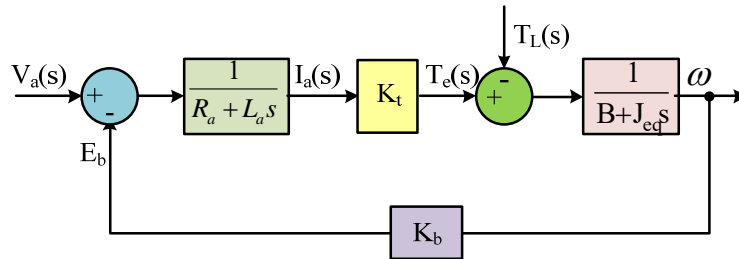 T_L(s)
V_a(s)
+
-
1
R_a + L_a s
I_a(s)
K_t
T_e(s)
-
+
1
B+J_eq s
ω
E_b
K_b